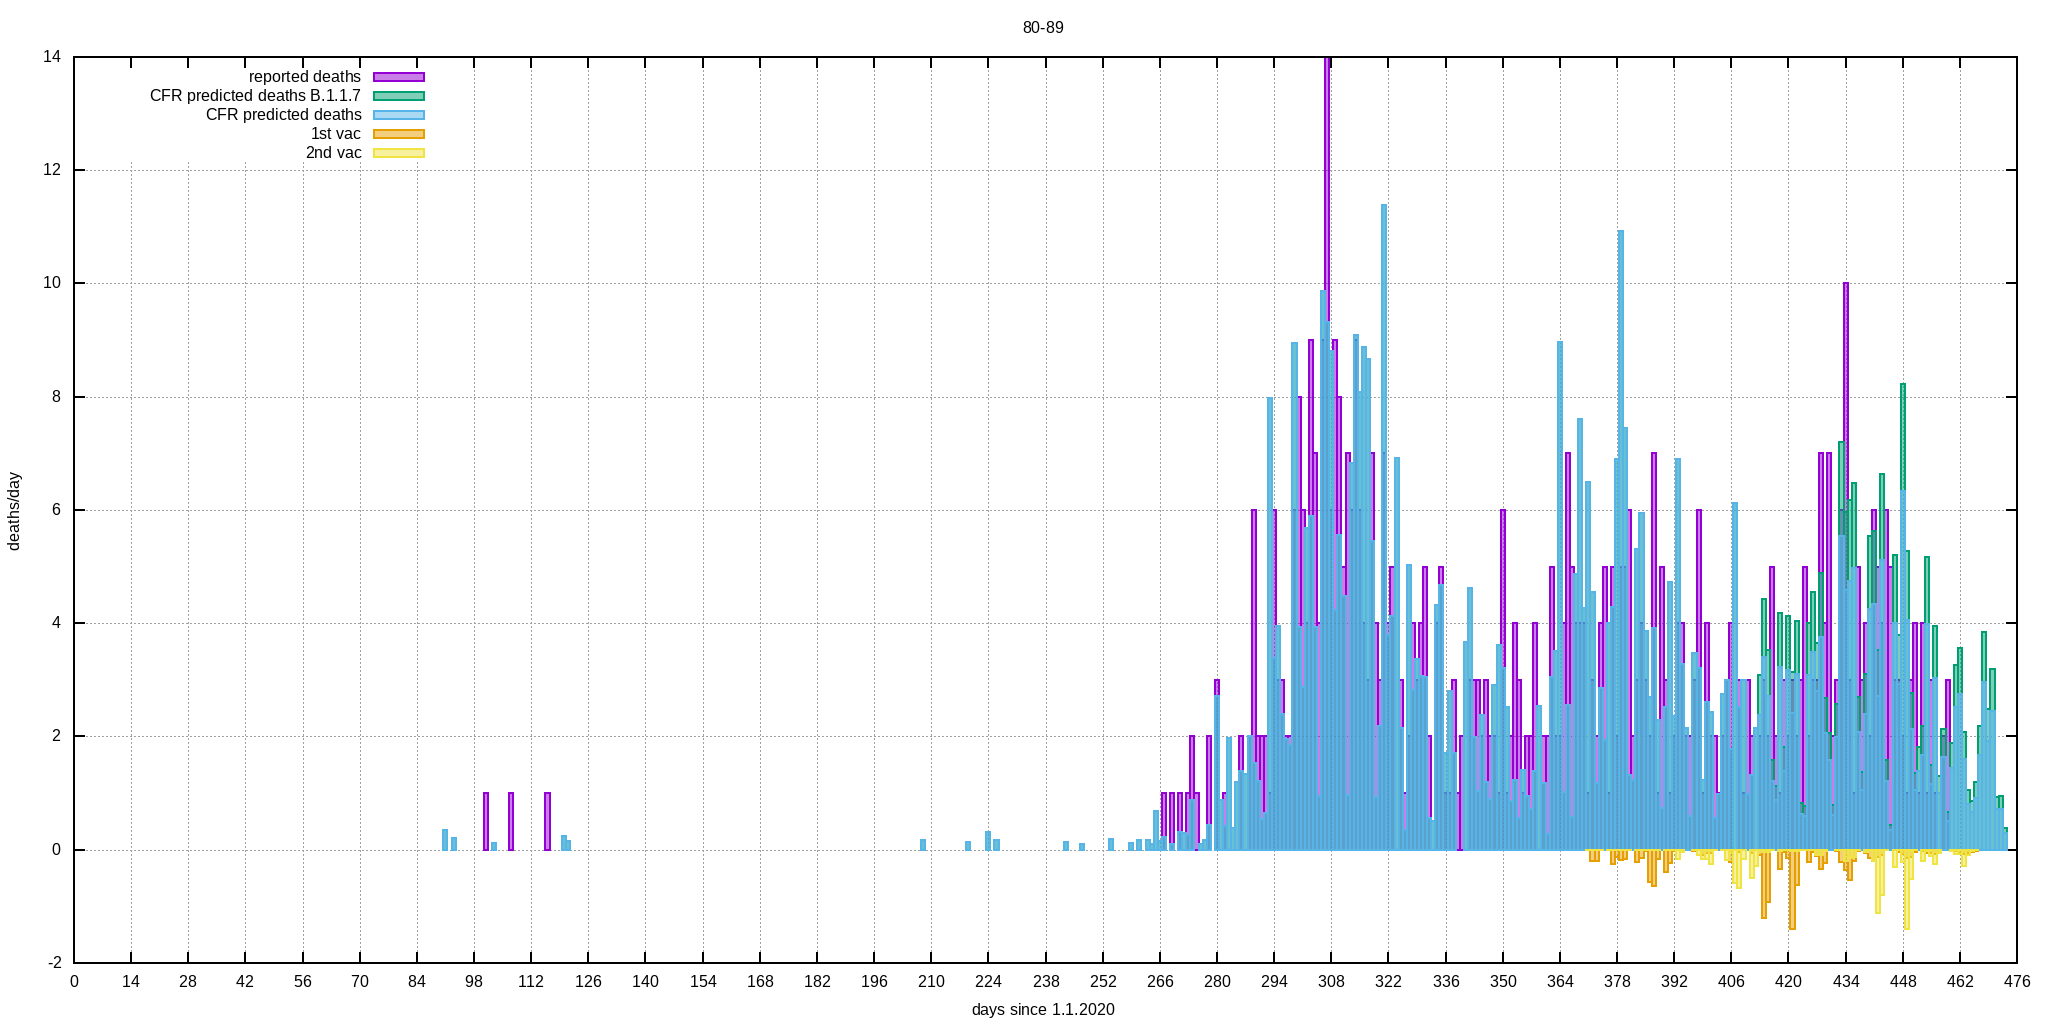 80-89
reported deaths
CFR predicted deaths B.1.1.7
CFR predicted deaths
1st vac
2nd vac
14
12
10
8
6
4
2
0
-2
deaths/day
0 14 28 42 56 70 84 98 112 126 140 154 168 182 196 210 224 238 252 266 280 294 308 322 336 350 364 378 392 406 420 434 448 462 476
days since 1.1.2020